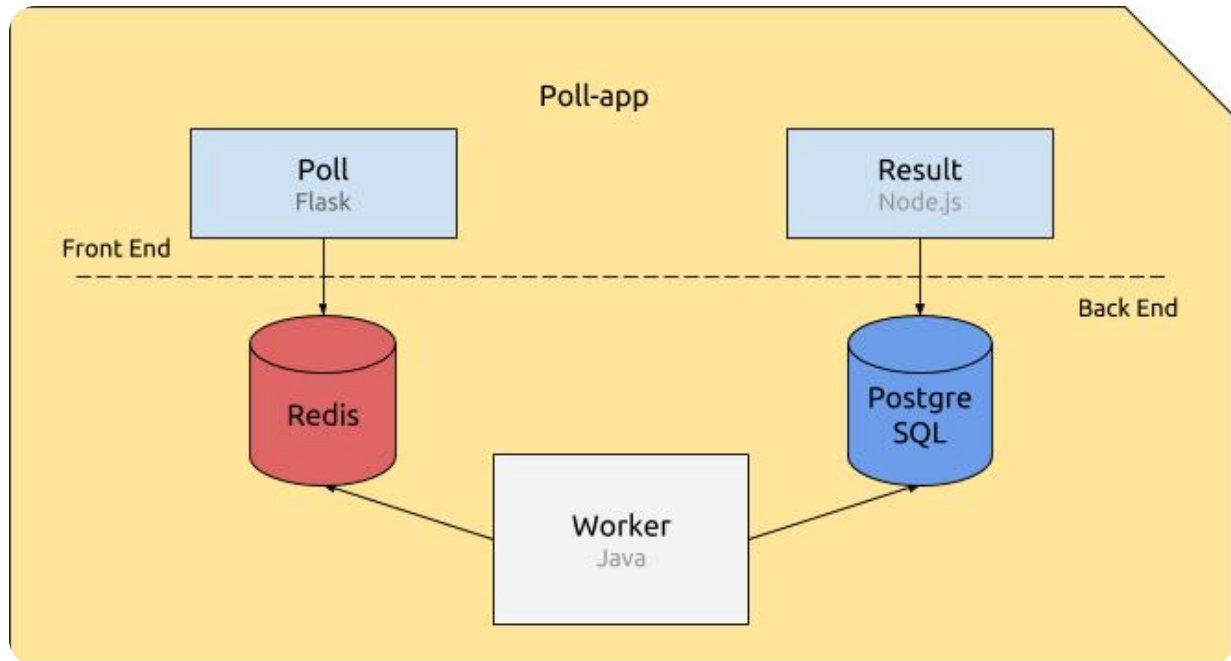 Poll-app
Poll
Flask
Result
Node.js
Front End
Back End
Redis
Postgre
SQL
Worker
Java